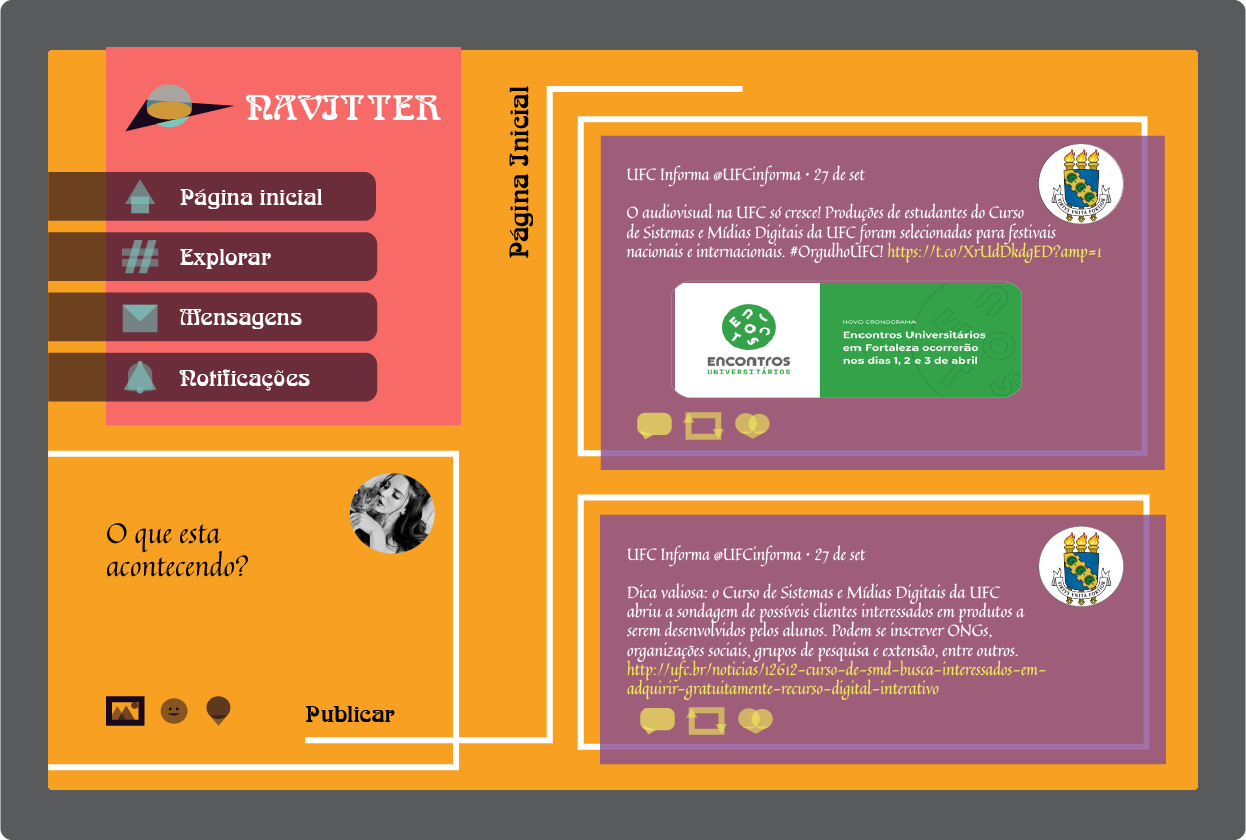 NAVITTER
Página inicial
Explorar
Mensagens
Notificações
O que esta
acontecendo?
Publicar
Página Inicial
UFC Informa @UFCinforma • 27 de set
O audiovisual na UFC só cresce! Produções de estudantes do Curso
de Sistemas e Mídias Digitais da UFC foram selecionadas para festivais
nacionais e internacionais. #OrgulhoUFC! https://t.co/XrUdDkdgED?amp=1
ENCONTROS
UNIVERSITÁRIOS
NOVO CRONOGRAMA
Encontros Universitários
em Fortaleza ocorrerão
nos dias 1, 2 e 3 de abril
UFC Informa @UFCinforma • 27 de set
Dica valiosa: o Curso de Sistemas e Mídias Digitais da UFC
abriu a sondagem de possíveis clientes interessados em produtos a
serem desenvolvidos pelos alunos. Podem se inscrever ONGs,
organizações sociais, grupos de pesquisa e extensão, entre outros.
http://ufc.br/noticias/12612-curso-de-smd-busca-interessados-em-
adquirir-gratuitamente-recurso-digital-interativo